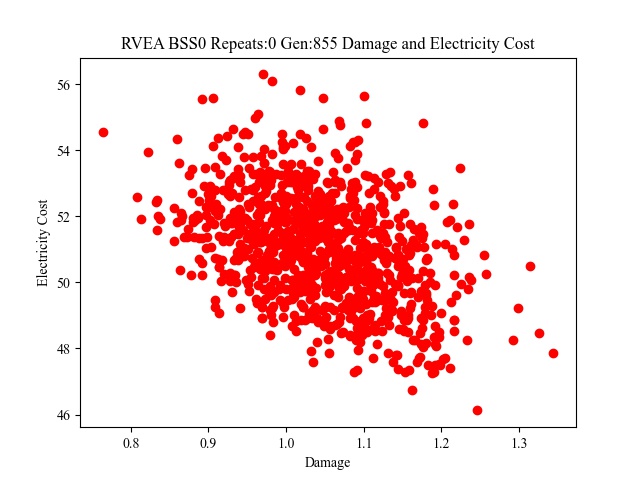 RVEA BSS0 Repeats:0 Gen:855 Damage and Electricity Cost
56
54
52
50
48
46
Electricity Cost
0.8 0.9 1.0 1.1 1.2 1.3
Damage